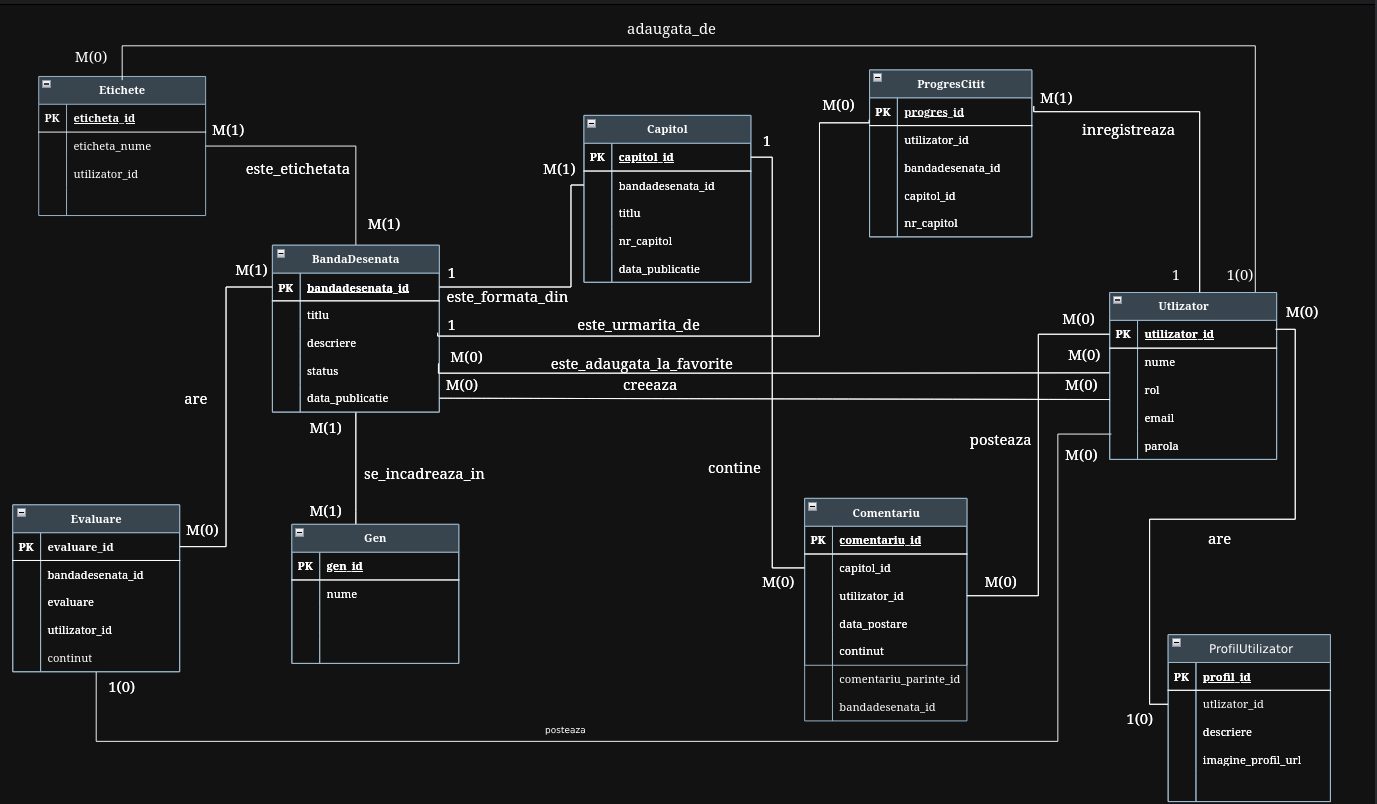 adaugata_de
M(0)
Etichete
PK eticheta_id
eticheta_nume
utilizator_id
M(1)
este_etichetata
M(1)
Capitol
PK capitol_id
bandadesenata_id
titlu
nr_capitol
data_publicatie
M(1)
1
ProgresCitit
PK progres_id
utilizator_id
bandadesenata_id
capitol_id
nr_capitol
M(0)
M(1)
inregistreaza
1
1(0)
BandaDesenata
PK bandadesenata_id
titlu
descriere
status
data_publicatie
M(1)
1
este_formata_din
1
este_urmarita_de
M(0)
este_adaugata_la_favorite
M(0)
M(0)
creeaza
M(0)
Utlizator
PK utilizator_id
nume
rol
email
parola
M(0)
M(0)
M(0)
are
M(1)
se_incadreaza_in
M(1)
contine
posteaza
Evaluare
PK evaluare_id
bandadesenata_id
evaluare
utilizator_id
continut
M(0)
1(0)
Gen
PK gen_id
nume
Comentariu
PK comentariu_id
capitol_id
utilizator_id
data_postare
continut
comentariu_parinte_id
bandadesenata_id
M(0)
M(0)
are
ProfilUtilizator
PK profil_id
utlizator_id
descriere
imagine_profil_url
1(0)
posteaza